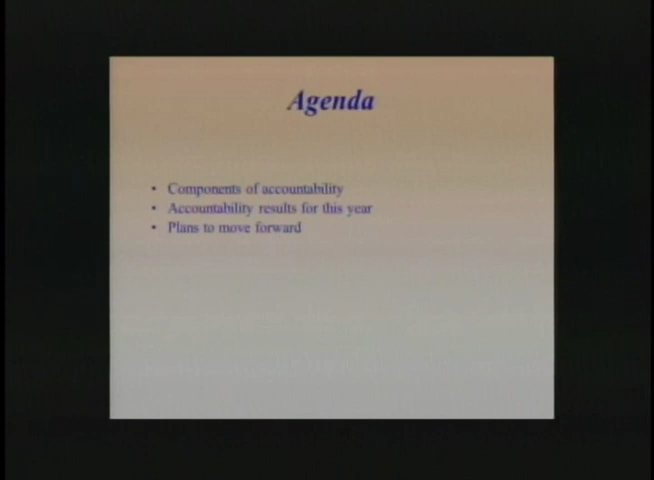 Agenda
• Components of accountability
• Accountability results for this year
• Plans to move forward